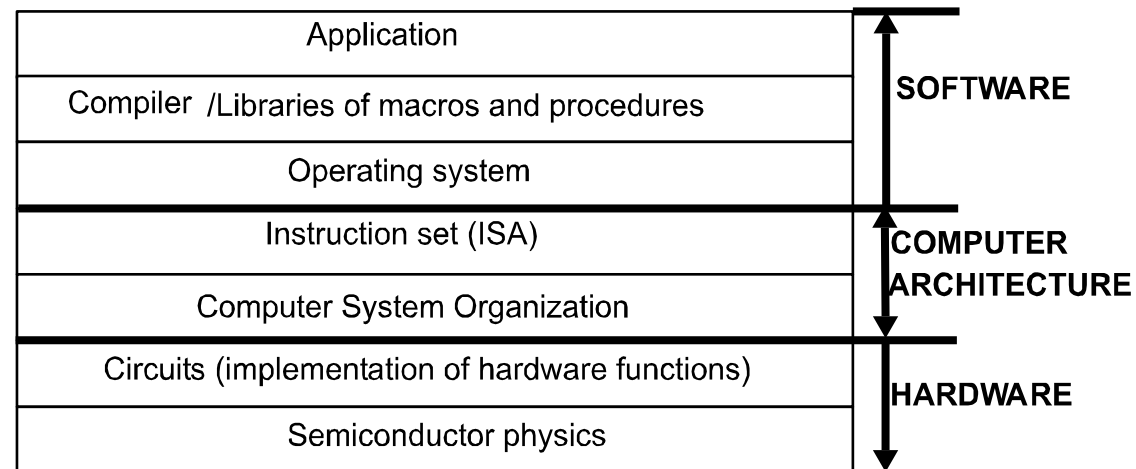 Application
Compiler /Libraries of macros and procedures
SOFTWARE
Operating system
Instruction set (ISA)
COMPUTER
ARCHITECTURE
Computer System Organization
Circuits (implementation of hardware functions)
HARDWARE
Semiconductor physics